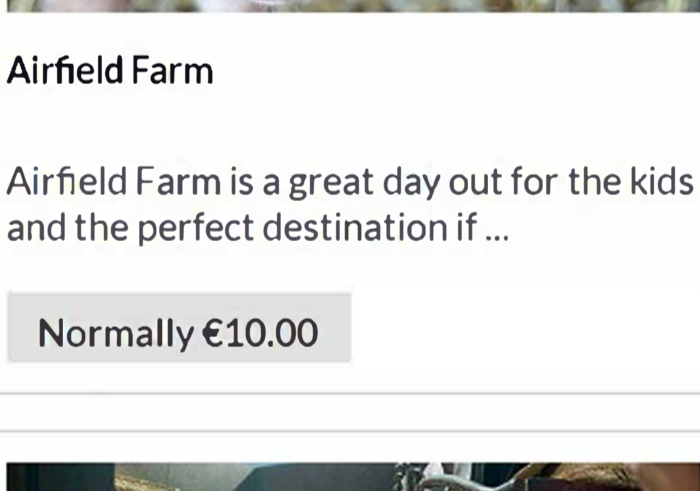 Airfield Farm
Airfield Farm is a great day out for the kids
and the perfect destination if ...
Normally €10.00